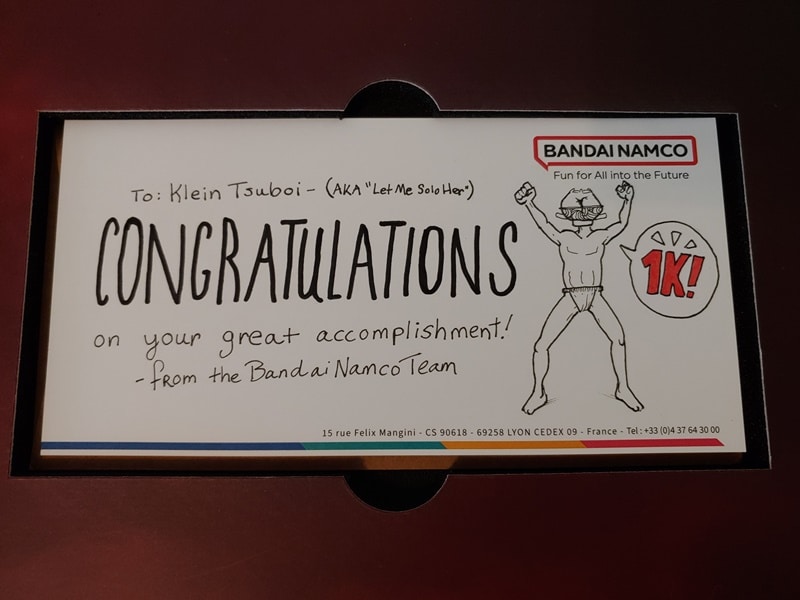 BANDAI NAMCO
Fun for All into the Future
To: Klein Tsuboi - (AKA "Let Me Solo Her")
CONGRATULATIONS
1K!
on your great accomplishment!
- from the Bandai Namco Team
15 rue Felix Mangini - CS 90618 - 69258 LYON CEDEX 09 - France - Tel : +33 (0)4 37 64 30 00